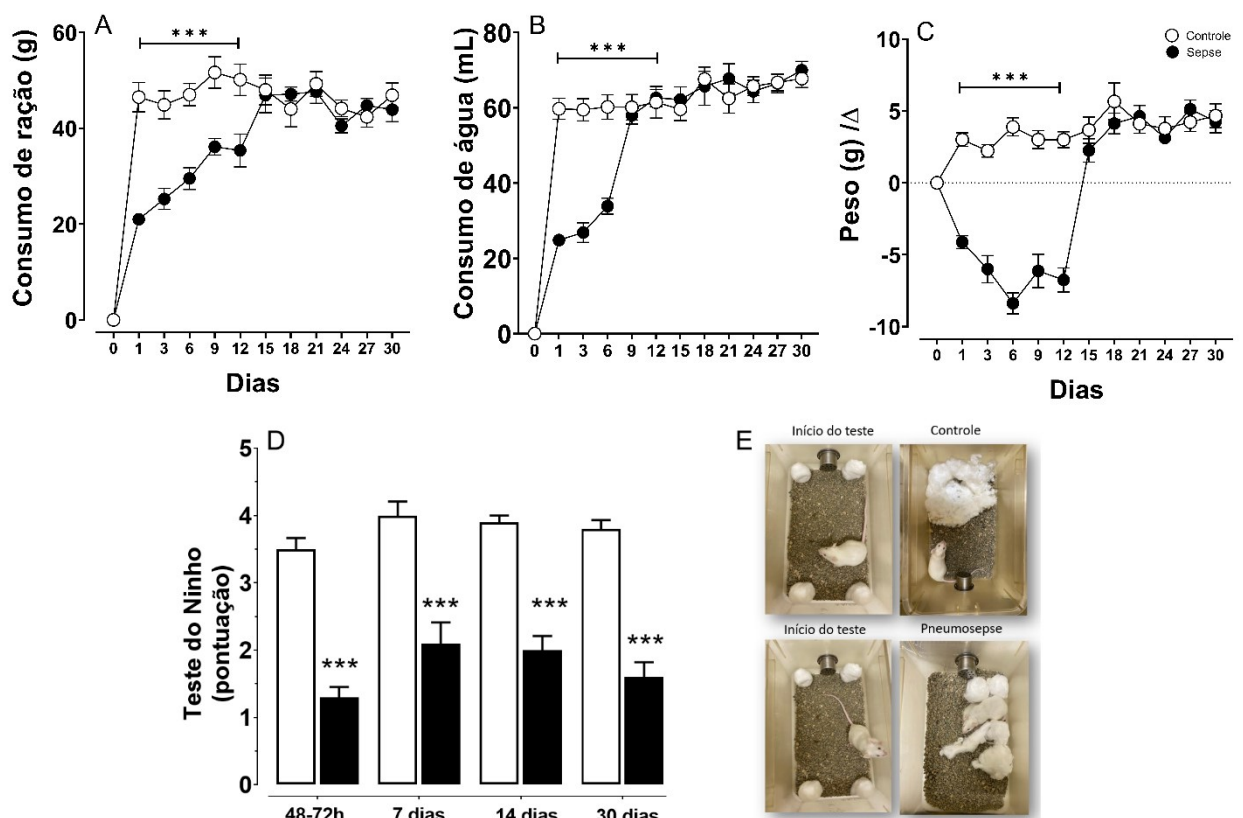 A
Consumo de ração (g)
60
40
20
0
***
0 1 3 6 9 12 15 18 21 24 27 30
Dias
B
Consumo de água (mL)
80
60
40
20
0
***
0 1 3 6 9 12 15 18 21 24 27 30
C
Peso (g) /Δ
10
5
0
-5
-10
***
0 1 3 6 9 12 15 18 21 24 27 30
Dias
Controle
Sepse
D
Teste do Ninho
(pontuação)
5
4
3
2
1
0
***
***
***
***
48-72h 7 dias 14 dias 30 dias
E
Início do teste
Controle
Início do teste
Pneumosepse